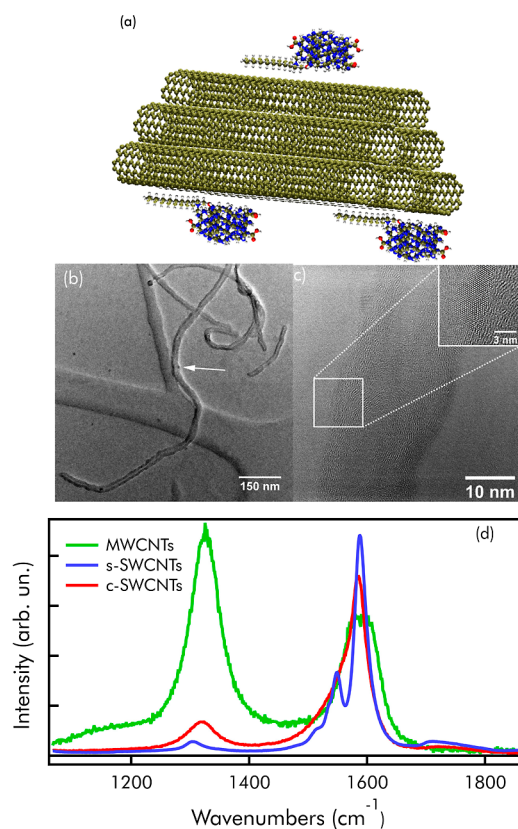 (a)
(b)
c)
3 nm
150 nm
10 nm
(d)
MWCNTs
s-SWCNTs
c-SWCNTs
Intensity (arb. un.)
1200 1400 1600 1800
Wavenumbers (cm⁻¹)